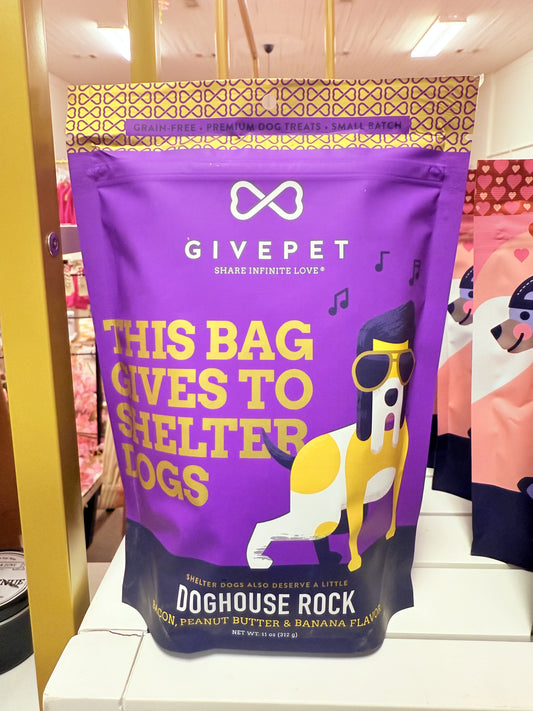 GRAIN-FREE • PREMIUM DOG TREATS • SMALL BATCH
GIVEPET
SHARE INFINITE LOVE®
THIS BAG
GIVES TO
SHELTER
DOGS
SHELTER DOGS ALSO DESERVE A LITTLE
DOGHOUSE ROCK
BACON, PEANUT BUTTER & BANANA FLAVOR
NET WT: 11 oz (312 g)